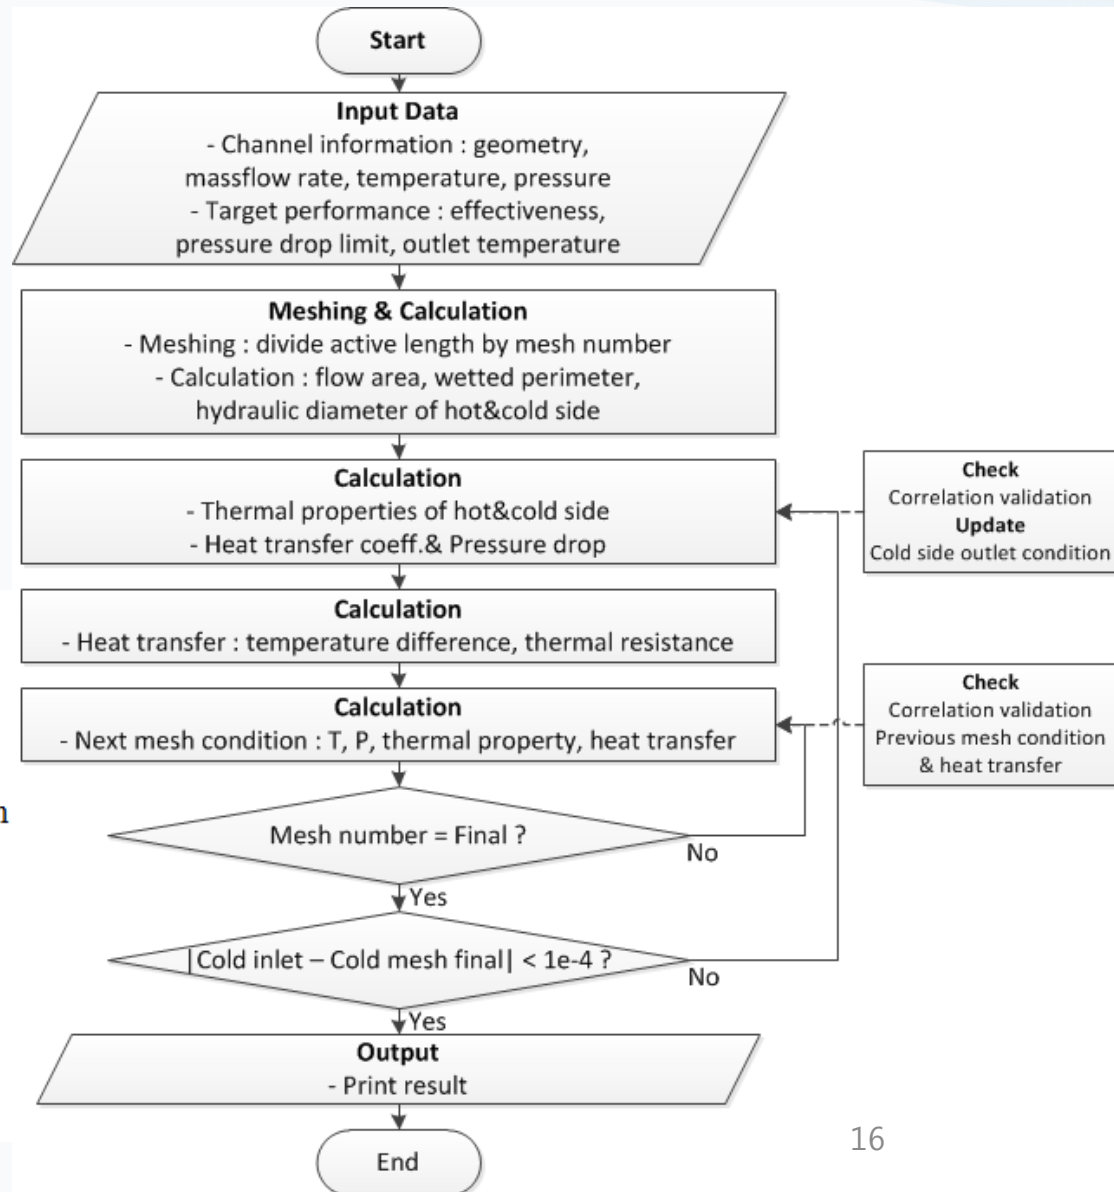 Start
Input Data
- Channel information : geometry,
massflow rate, temperature, pressure
- Target performance : effectiveness,
pressure drop limit, outlet temperature
Meshing & Calculation
- Meshing : divide active length by mesh number
- Calculation : flow area, wetted perimeter,
hydraulic diameter of hot&cold side
Calculation
- Thermal properties of hot&cold side
- Heat transfer coeff.& Pressure drop
Check
Correlation validation
Update
Cold side outlet condition
Calculation
- Heat transfer : temperature difference, thermal resistance
Calculation
- Next mesh condition : T, P, thermal property, heat transfer
Check
Correlation validation
Previous mesh condition
& heat transfer
Mesh number = Final ?
No
Yes
|Cold inlet – Cold mesh final| < 1e-4 ?
No
Yes
Output
- Print result
End
16